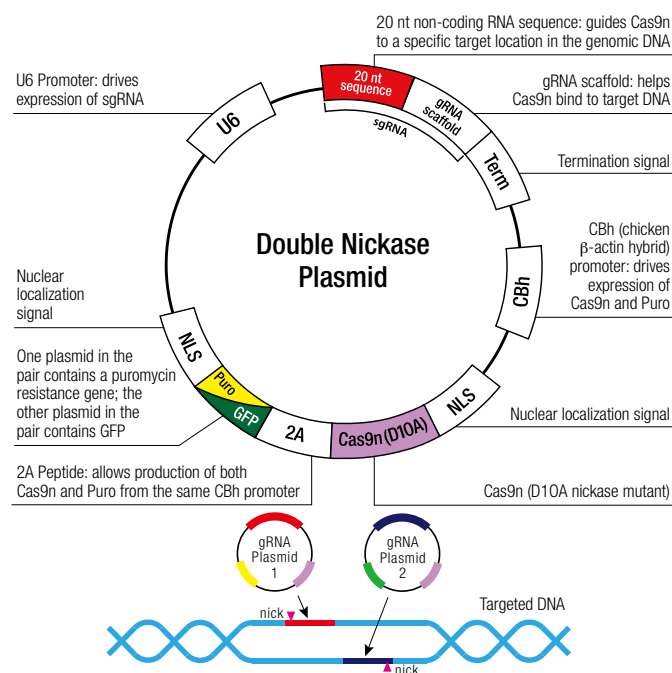 20 nt non-coding RNA sequence: guides Cas9n
to a specific target location in the genomic DNA
U6 Promoter: drives
expression of sgRNA
20 nt
sequence
gRNA
scaffold
sgRNA
gRNA scaffold: helps
Cas9n bind to target DNA
U6
Term
Termination signal
Double Nickase
Plasmid
CBh
CBh (chicken
β-actin hybrid)
promoter: drives
expression of
Cas9n and Puro
Nuclear
localization
signal
NLS
One plasmid in the
pair contains a puromycin
resistance gene; the
other plasmid in the
pair contains GFP
Puro
GFP
2A
Cas9n (D10A)
NLS
Nuclear localization signal
2A Peptide: allows production of both
Cas9n and Puro from the same CBh promoter
Cas9n (D10A nickase mutant)
gRNA
Plasmid
1
gRNA
Plasmid
2
Targeted DNA
nick
nick